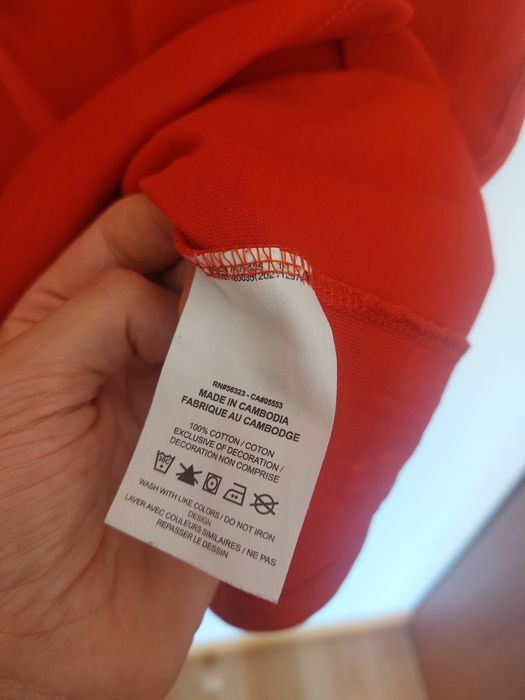 RN#56323 - CA#05553
MADE IN CAMBODIA
FABRIQUE AU CAMBODGE
100% COTTON / COTON
EXCLUSIVE OF DECORATION /
DECORATION NON COMPRISE
WASH WITH LIKE COLORS / DO NOT IRON
DESIGN
LAVER AVEC COULEURS SIMILAIRES / NE PAS
REPASSER LE DESSIN